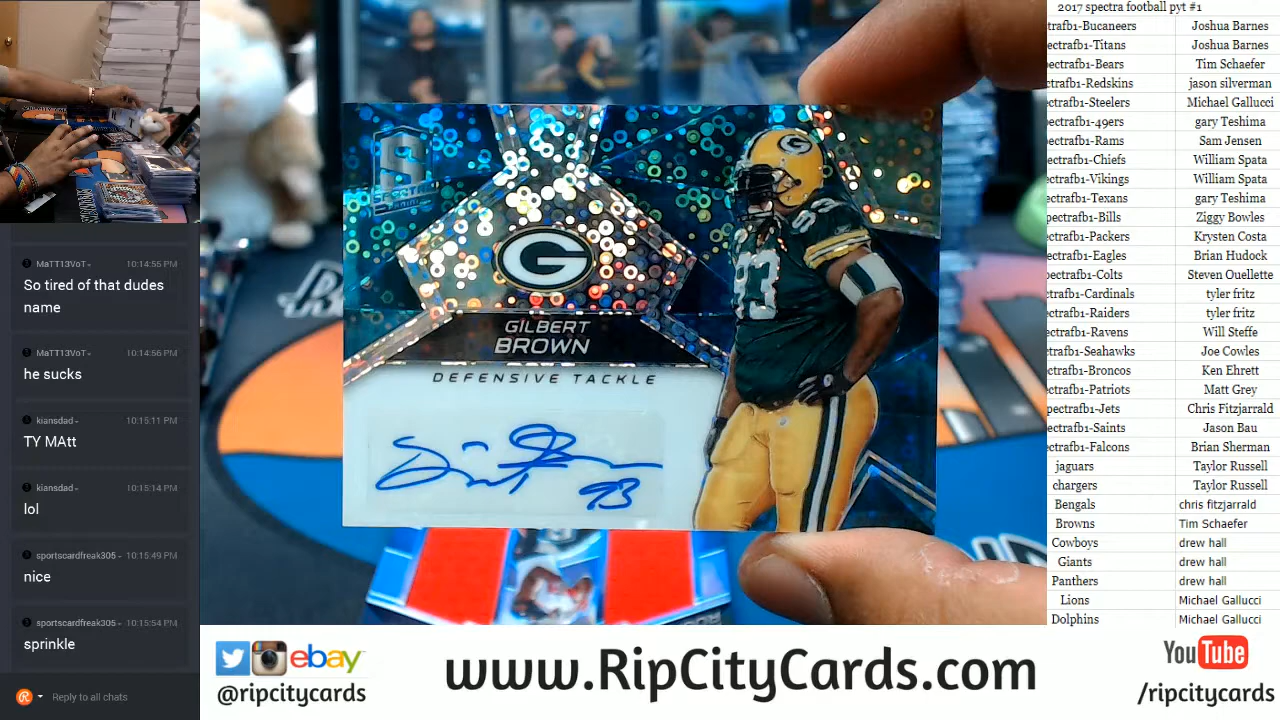 MaTT13VoT 10:14:55 PM
So tired of that dudes
name
MaTT13VoT 10:14:56 PM
he sucks
kiansdad 10:15:11 PM
TY MAtt
kiansdad 10:15:14 PM
lol
sportscardfreak305 10:15:49 PM
nice
sportscardfreak305 10:15:54 PM
sprinkle
Reply to all chats
S
SPECTRA
G
G
93
GILBERT
BROWN
DEFENSIVE TACKLE
93
@ripcitycards
ebay
www.RipCityCards.com
YouTube
/ripcitycards
2017 spectra football pyt #1
ectrafb1-Bucaneers Joshua Barnes
ectrafb1-Titans Joshua Barnes
ectrafb1-Bears Tim Schaefer
ectrafb1-Redskins jason silverman
ectrafb1-Steelers Michael Gallucci
ectrafb1-49ers gary Teshima
ectrafb1-Rams Sam Jensen
ectrafb1-Chiefs William Spata
ectrafb1-Vikings William Spata
ectrafb1-Texans gary Teshima
pectrafb1-Bills Ziggy Bowles
pectrafb1-Packers Krysten Costa
ectrafb1-Eagles Brian Hudock
ectrafb1-Colts Steven Ouellette
ectrafb1-Cardinals tyler fritz
ectrafb1-Raiders tyler fritz
ectrafb1-Ravens Will Steffe
ectrafb1-Seahawks Joe Cowles
ectrafb1-Broncos Ken Ehrett
ectrafb1-Patriots Matt Grey
pectrafb1-Jets Chris Fitzjarrald
ectrafb1-Saints Jason Bau
ectrafb1-Falcons Brian Sherman
jaguars Taylor Russell
chargers Taylor Russell
Bengals chris fitzjarrald
Browns Tim Schaefer
Cowboys drew hall
Giants drew hall
Panthers drew hall
Lions Michael Gallucci
Dolphins Michael Gallucci